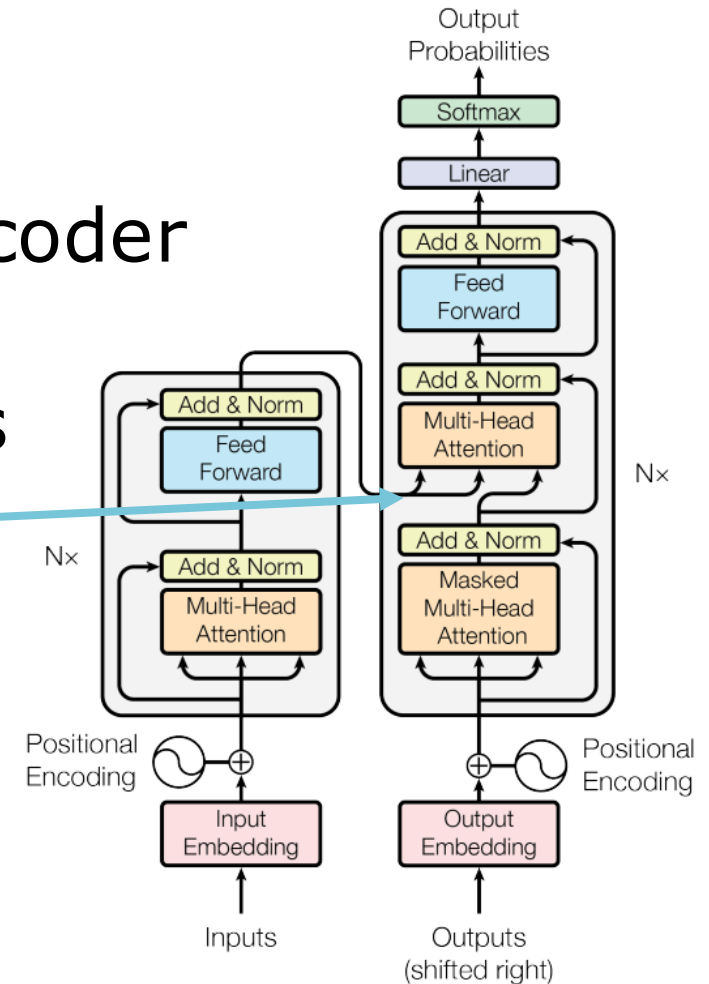 coder
s
Output
Probabilities
Softmax
Linear
Add & Norm
Feed
Forward
Add & Norm
Multi-Head
Attention
N×
Add & Norm
Masked
Multi-Head
Attention
Add & Norm
Feed
Forward
N×
Add & Norm
Multi-Head
Attention
Positional
Encoding
Positional
Encoding
Input
Embedding
Output
Embedding
Inputs
Outputs
(shifted right)